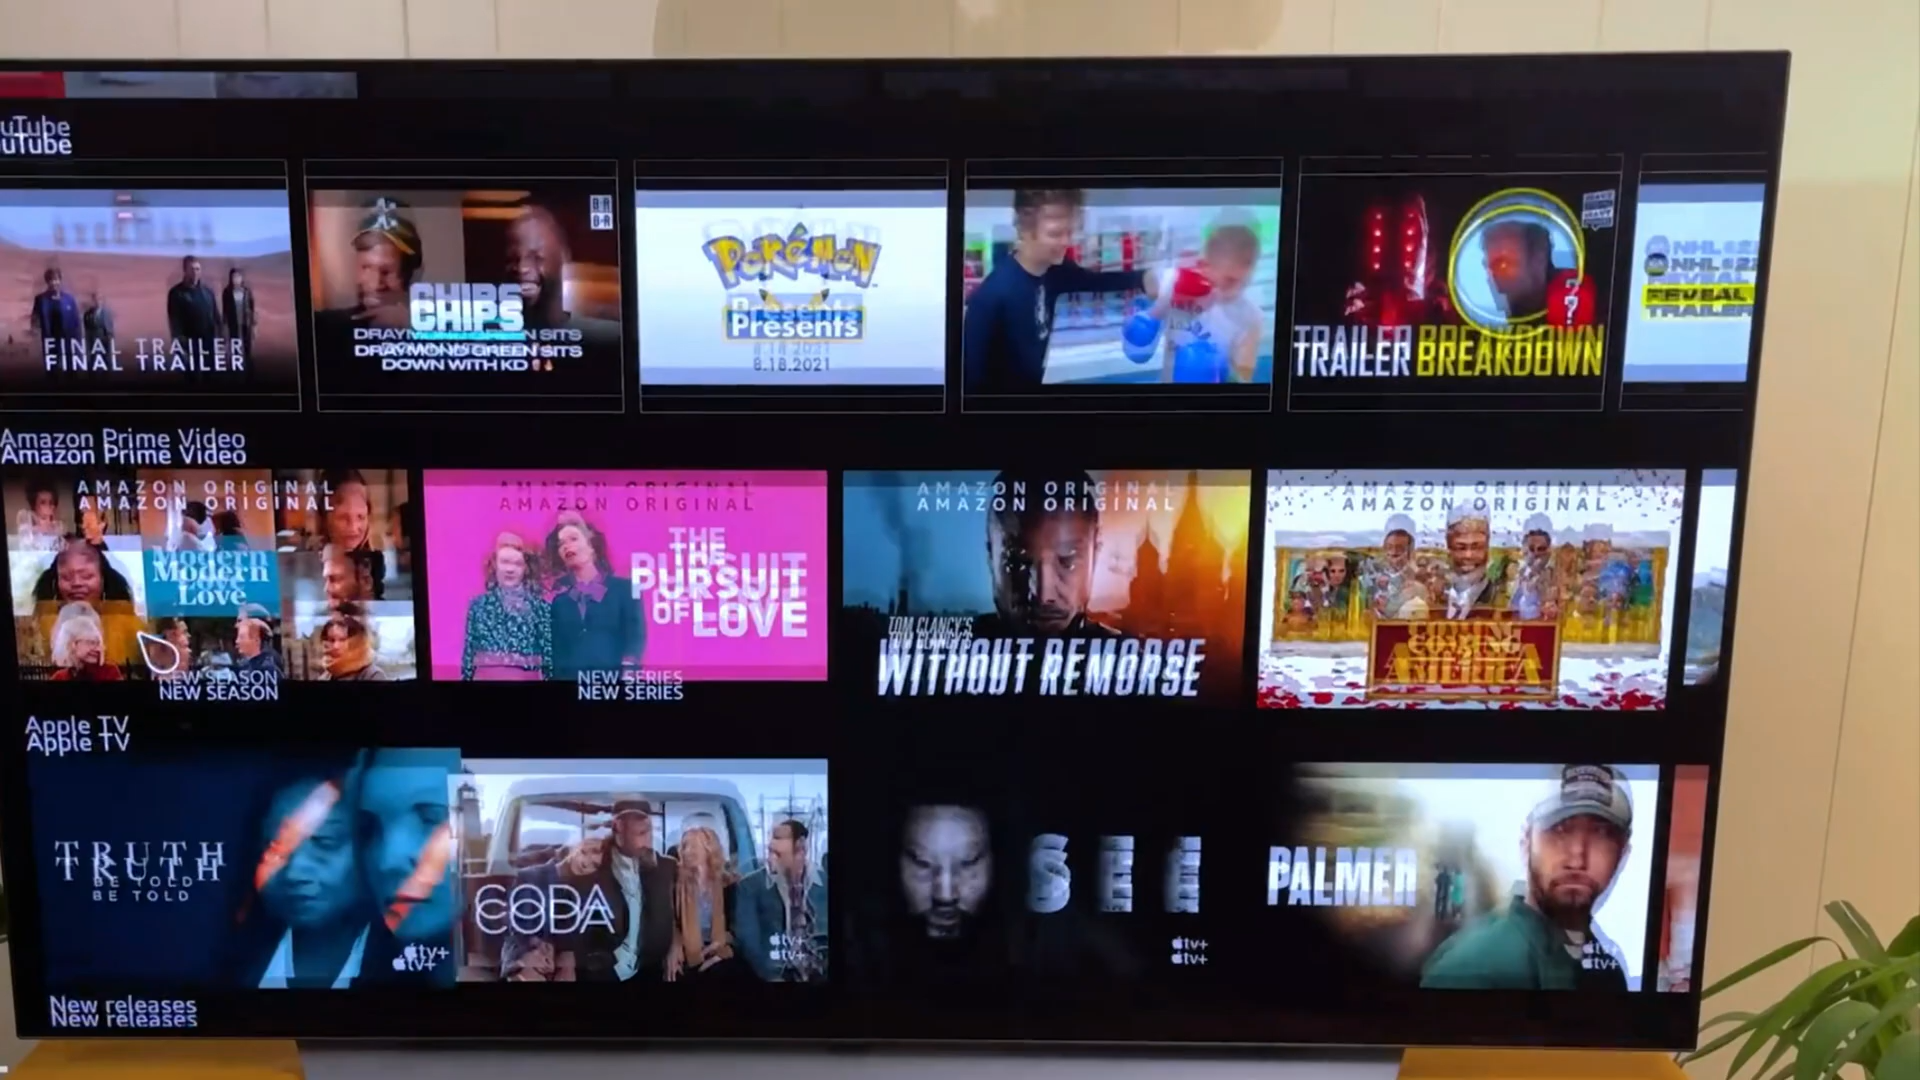 uTube
FINAL TRAILER
CHIPS
DRAYMOND GREEN SITS
DOWN WITH KD
POKÉMON
Presents
8.18.2021
TRAILER BREAKDOWN
NHL 22
REVEAL
TRAILER
Amazon Prime Video
AMAZON ORIGINAL
Modern
Love
NEW SEASON
AMAZON ORIGINAL
THE
PURSUIT
OF LOVE
NEW SERIES
AMAZON ORIGINAL
TOM CLANCY'S
WITHOUT REMORSE
AMAZON ORIGINAL
COMING
AMERICA
Apple TV
TRUTH
BE TOLD
tv+
CODA
tv+
SEE
tv+
PALMER
tv+
New releases